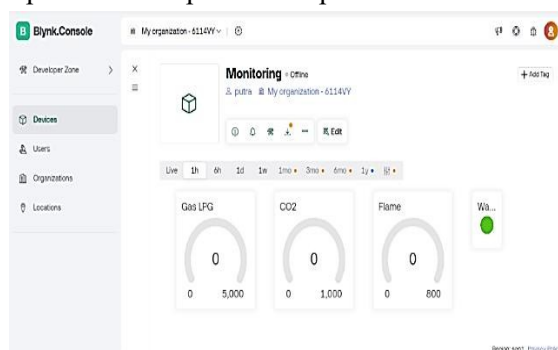 B Blynk.Console
My organization - 6114VY
Developer Zone
Devices
Users
Organizations
Locations
Monitoring • Offline
putra My organization - 6114VY
+ Add Tag
Edit
Live 1h 6h 1d 1w 1mo 3mo 6mo 1y
Gas LPG
0
0 5,000
CO2
0
0 1,000
Flame
0
0 800
Wa...